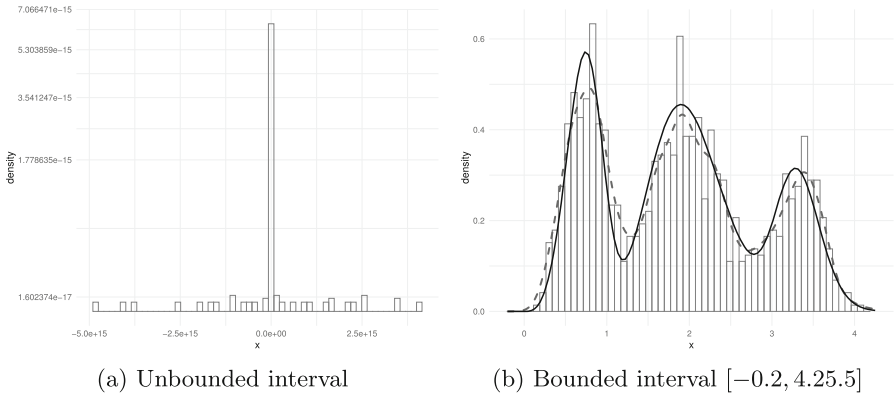 7.066471e−15
5.303859e−15
3.541247e−15
1.778635e−15
1.602374e−17
density
−5.0e+15
−2.5e+15
0.0e+00
2.5e+15
x
(a) Unbounded interval
0.6
0.4
0.2
0.0
density
0
1
2
3
4
x
(b) Bounded interval [−0.2, 4.25.5]